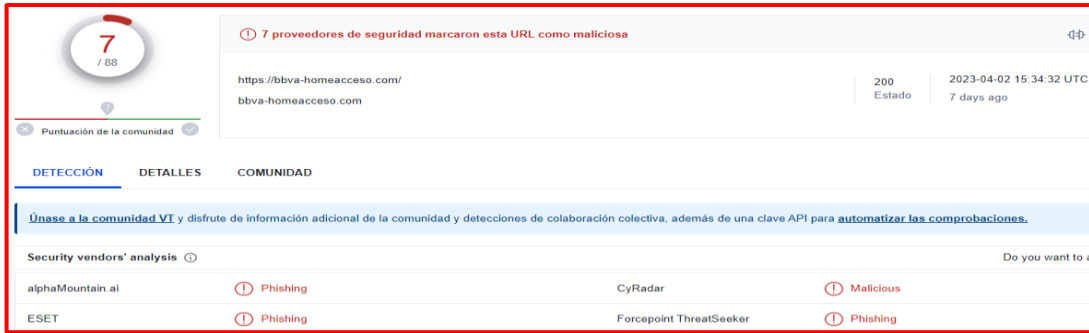 7
/ 88
Puntuación de la comunidad
7 proveedores de seguridad marcaron esta URL como maliciosa
https://bbva-homeacceso.com/
bbva-homeacceso.com
200
Estado
2023-04-02 15:34:32 UTC
7 days ago
DETECCIÓN DETALLES COMUNIDAD
Únase a la comunidad VT y disfrute de información adicional de la comunidad y detecciones de colaboración colectiva, además de una clave API para automatizar las comprobaciones.
Security vendors' analysis Do you want to a
alphaMountain.ai Phishing CyRadar Malicious
ESET Phishing Forcepoint ThreatSeeker Phishing